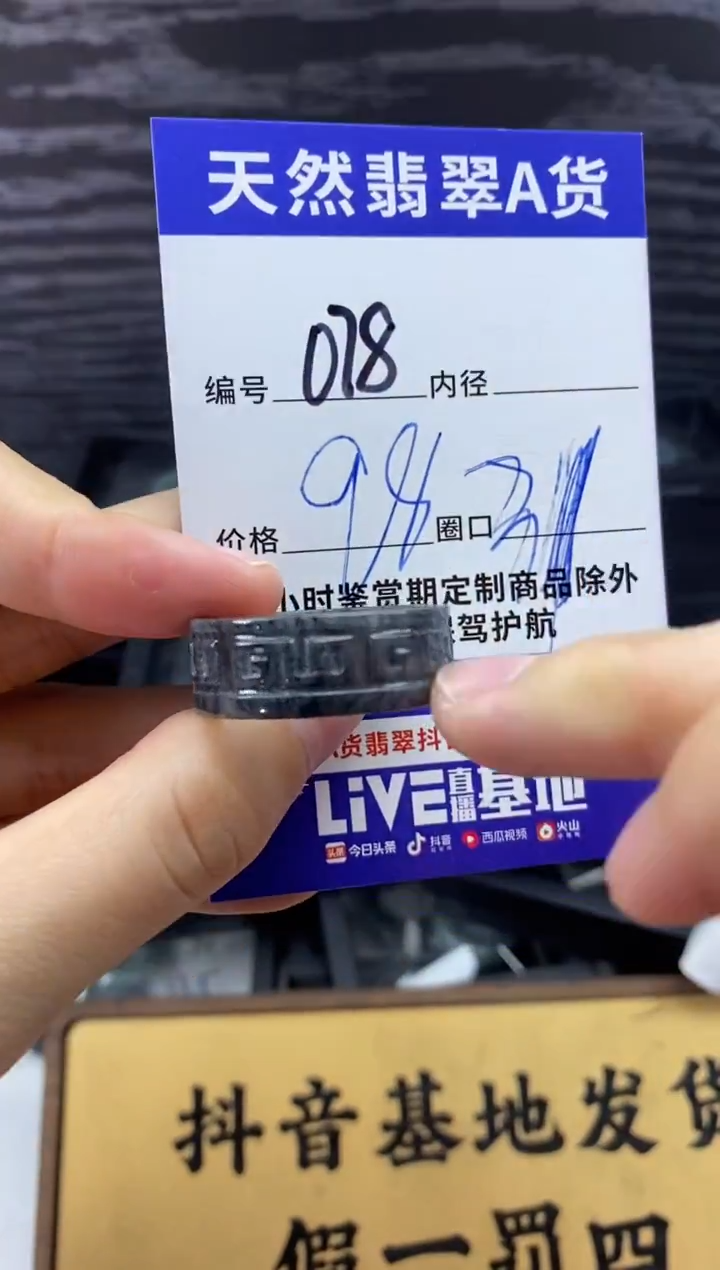 天然翡翠A货
编号 078 内径
价格 98 圈口 31
小时鉴赏期定制商品除外
驾护航
货翡翠抖
LiVE直播基地
头条 今日头条 抖音 西瓜视频 火山
抖音基地发货
假一罚四